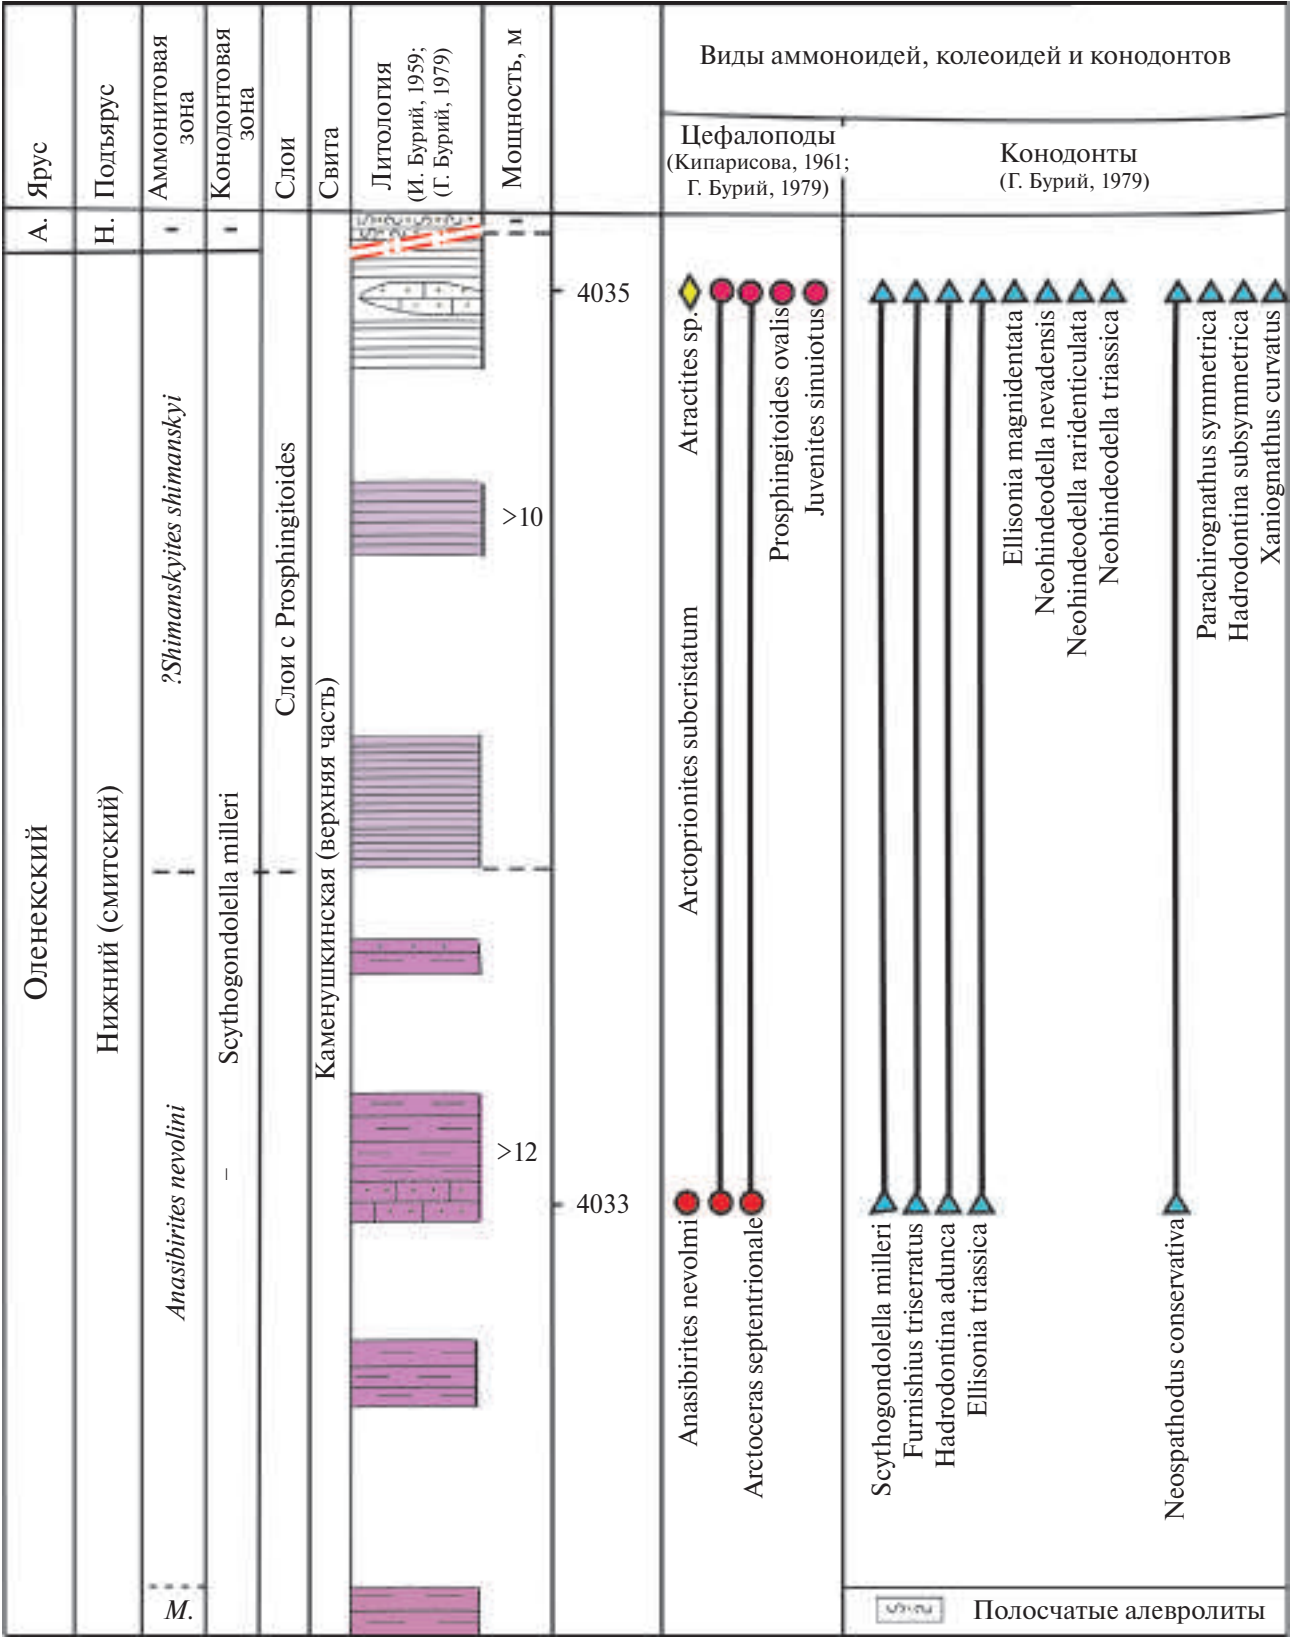 Ярус
Подъярус
Аммонитовая
зона
Конодонтовая
зона
Слои
Свита
Литология
(И. Бурий, 1959;
(Г. Бурий, 1979)
Мощность, м
Виды аммоноидей, колеоидей и конодонтов
Цефалоподы
(Кипарисова, 1961;
Г. Бурий, 1979)
Конодонты
(Г. Бурий, 1979)
А.
Н.
-
-
-
Оленекский
Нижний (смитский)
?Shimanskyites shimanskyi
Anasibirites nevolini
М.
Scythogondolella milleri
–
Слои с Prosphingitoides
Каменушкинская (верхняя часть)
>10
>12
4035
4033
Atractites sp.
Prosphingitoides ovalis
Juvenites sinuiotus
Arctoprionites subcristatum
Anasibirites nevolmi
Arctoceras septentrionale
Ellisonia magnidentata
Neohindeodella nevadensis
Neohindeodella raridenticulata
Neohindeodella triassica
Parachirognathus symmetrica
Hadrodontina subsymmetrica
Xaniognathus curvatus
Scythogondolella milleri
Furnishius triserratus
Hadrodontina adunca
Ellisonia triassica
Neospathodus conservativa
Полосчатые алевролиты